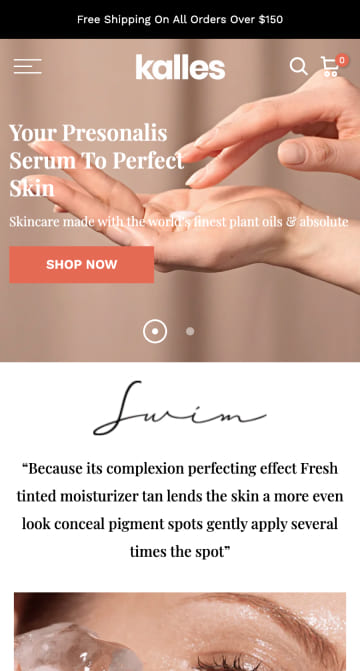 Free Shipping On All Orders Over $150
kalles
0
Your Presonalis
Serum To Perfect
Skin
Skincare made with the world's finest plant oils & absolute
SHOP NOW
Swim
“Because its complexion perfecting effect Fresh
tinted moisturizer tan lends the skin a more even
look conceal pigment spots gently apply several
times the spot”